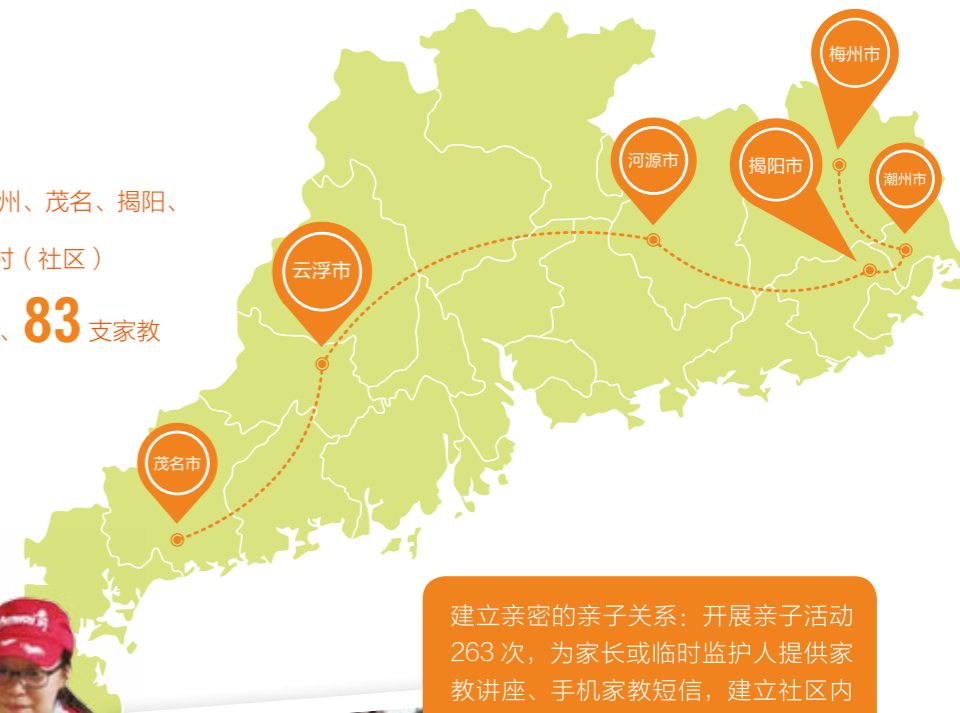 梅州市
河源市
揭阳市
潮州市
州、茂名、揭阳、
村（社区）
云浮市
、83 支家教
茂名市
建立亲密的亲子关系：开展亲子活动
263 次，为家长或临时监护人提供家
教讲座、手机家教短信，建立社区内